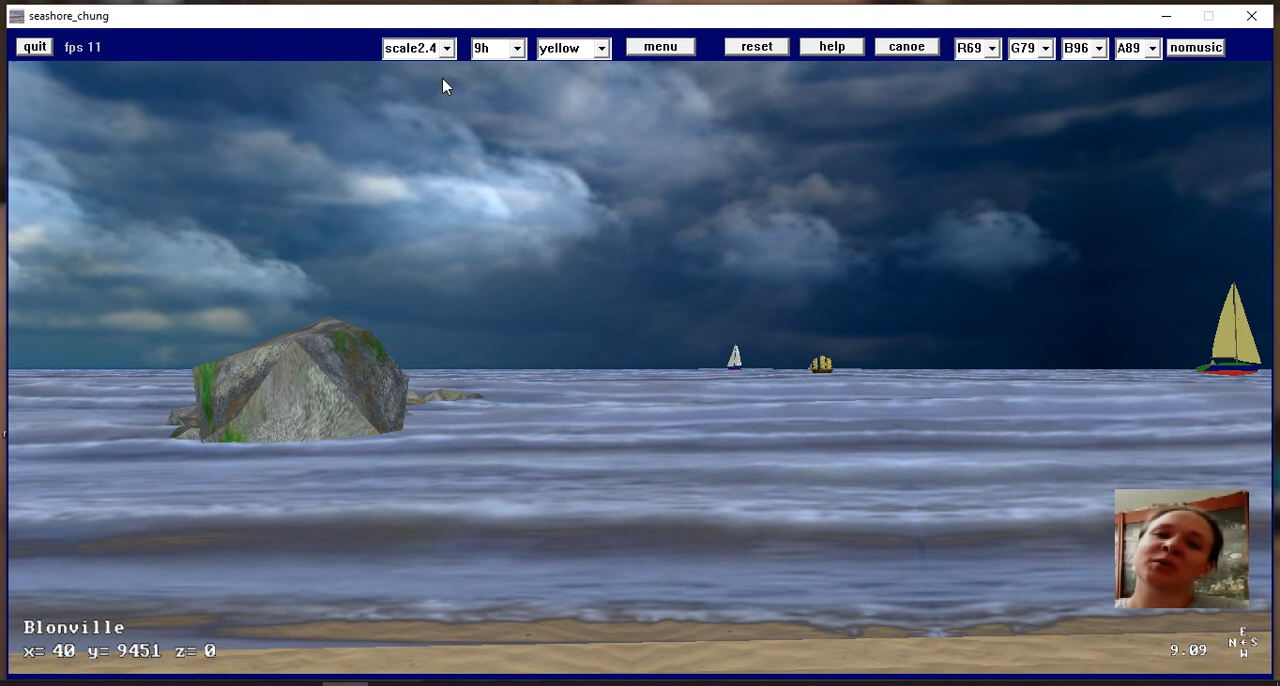 seashore_chung
quit fps 11 scale2.4 9h yellow menu reset help canoe R69 G79 B96 A89 nomusic
Blonville
x= 40 y= 9451 z= 0
9.09
E
N + S
W